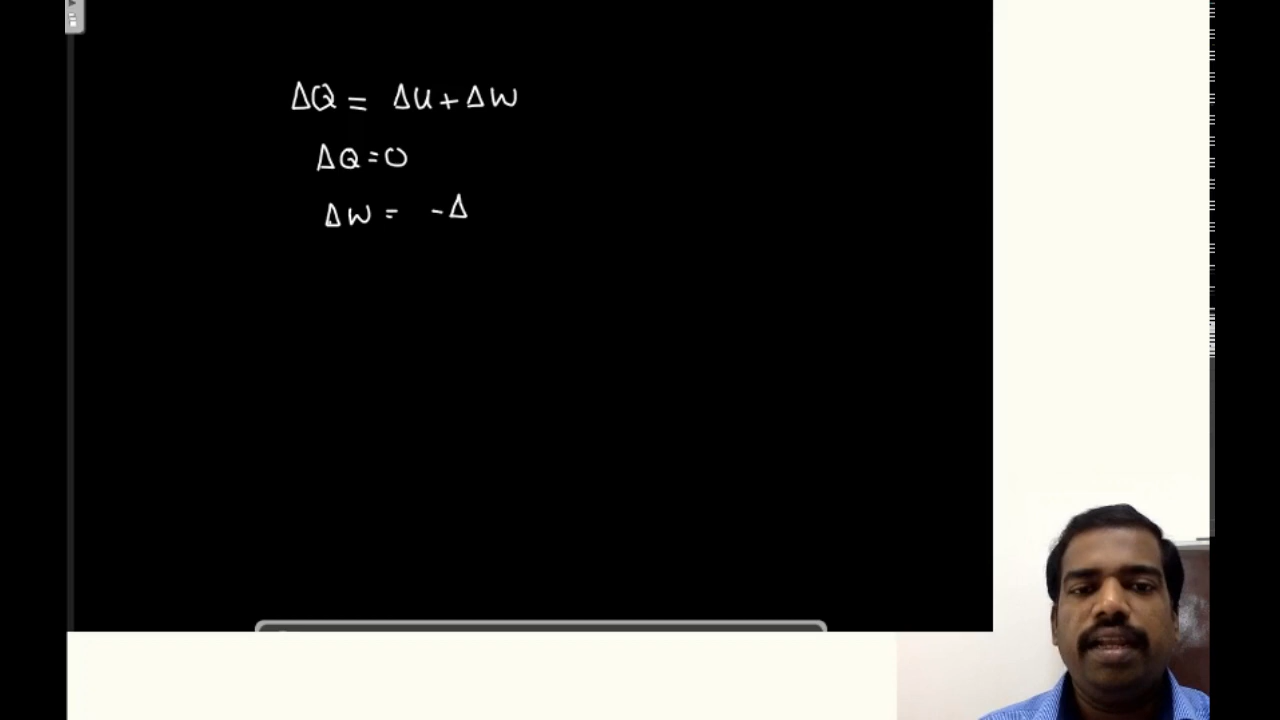 ΔQ = ΔU + ΔW
ΔQ = 0
ΔW = -Δ